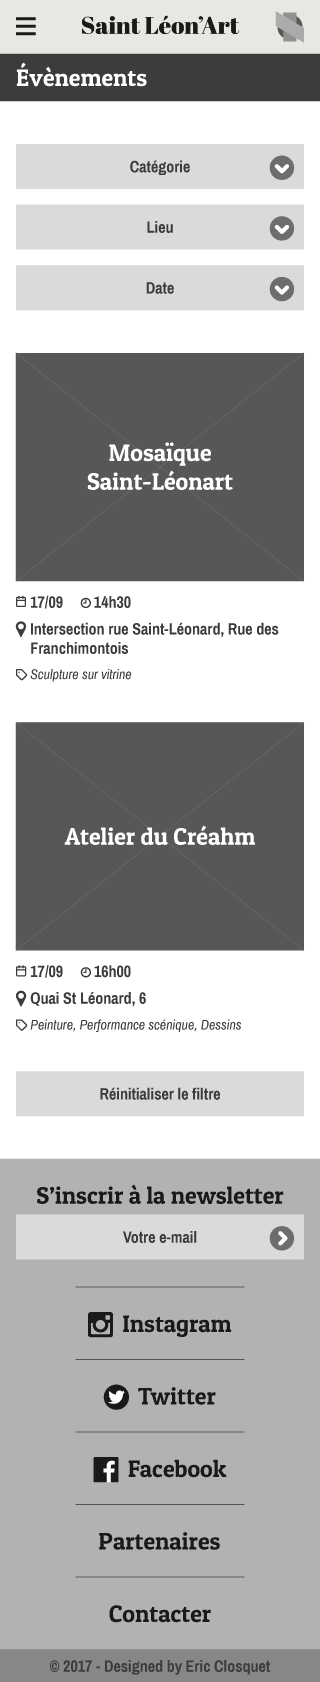 Saint Léon’Art
Évènements
Catégorie
Lieu
Date
Mosaïque
Saint-Léonart
17/09 14h30
Intersection rue Saint-Léonard, Rue des
Franchimontois
Sculpture sur vitrine
Atelier du Créahm
17/09 16h00
Quai St Léonard, 6
Peinture, Performance scénique, Dessins
Réinitialiser le filtre
S’inscrir à la newsletter
Votre e-mail
Instagram
Twitter
Facebook
Partenaires
Contacter
© 2017 - Designed by Eric Closquet